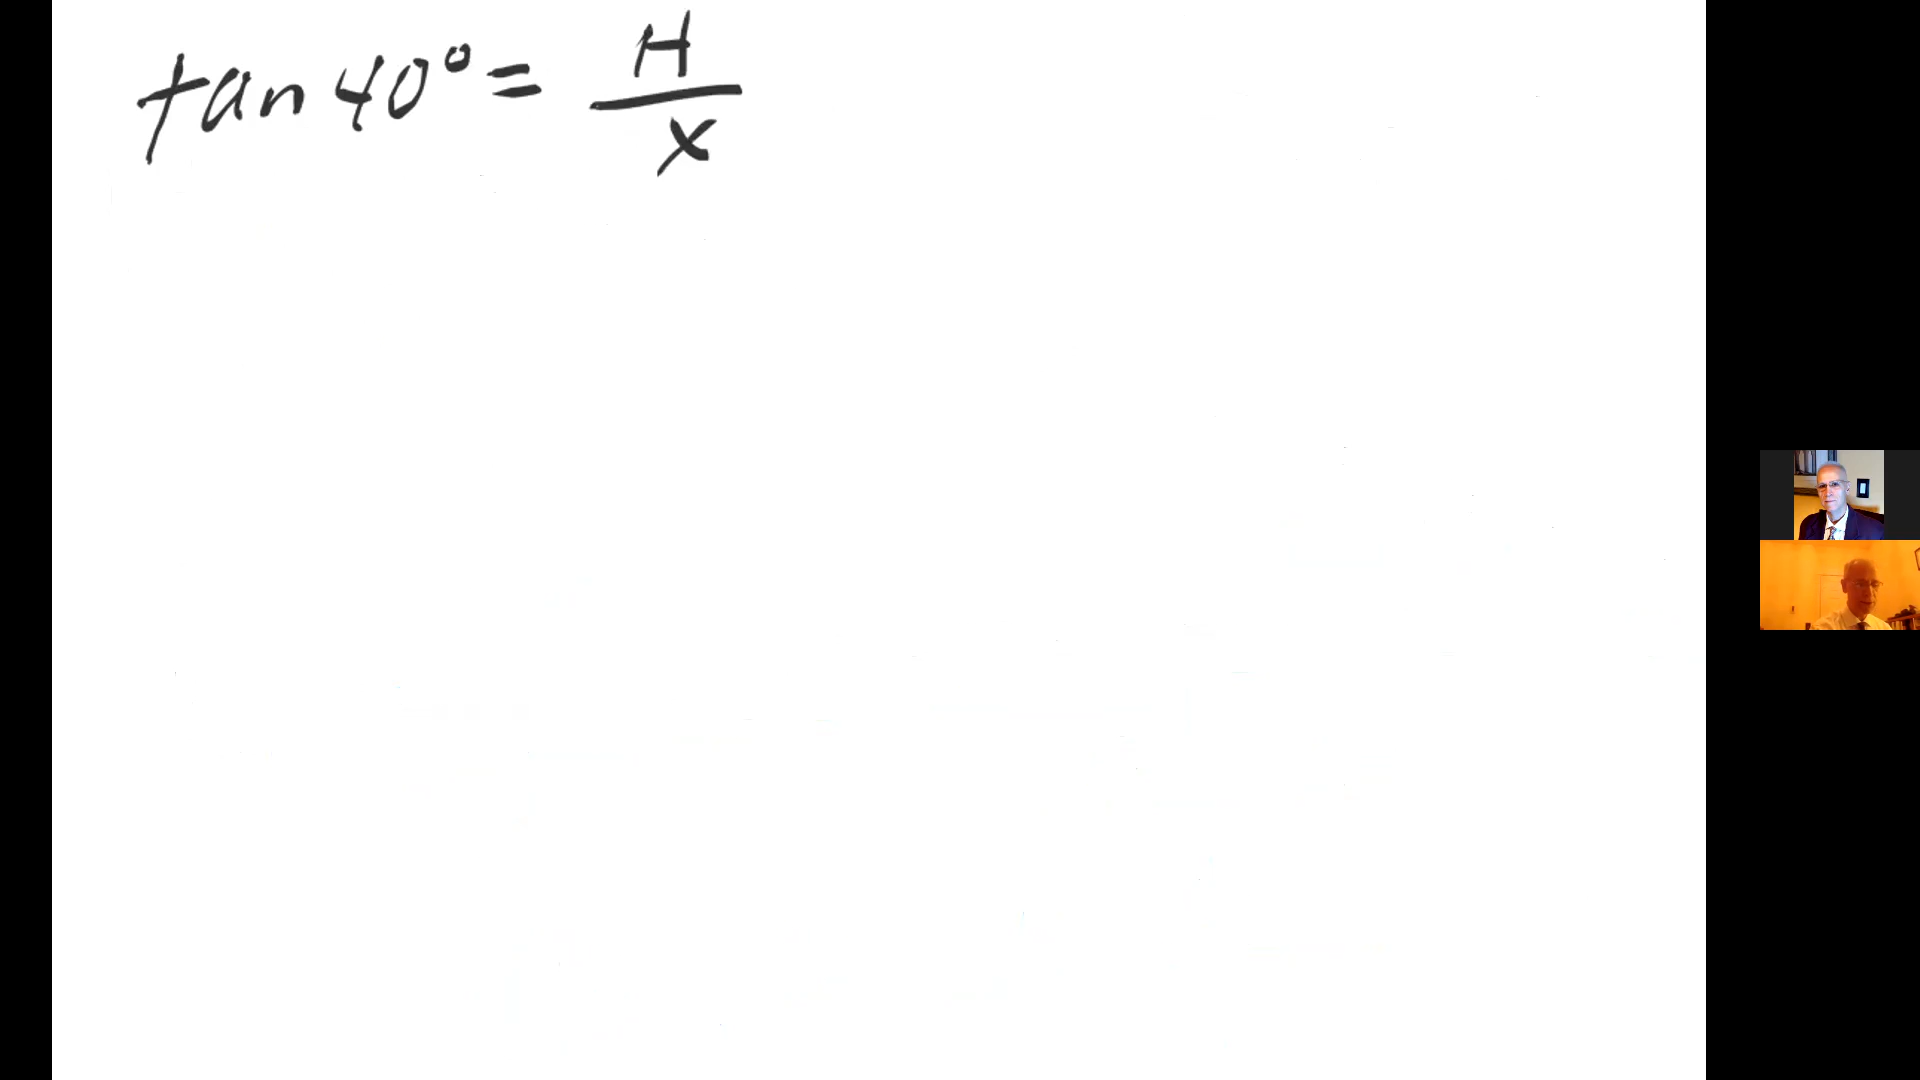 tan 40° = H/x